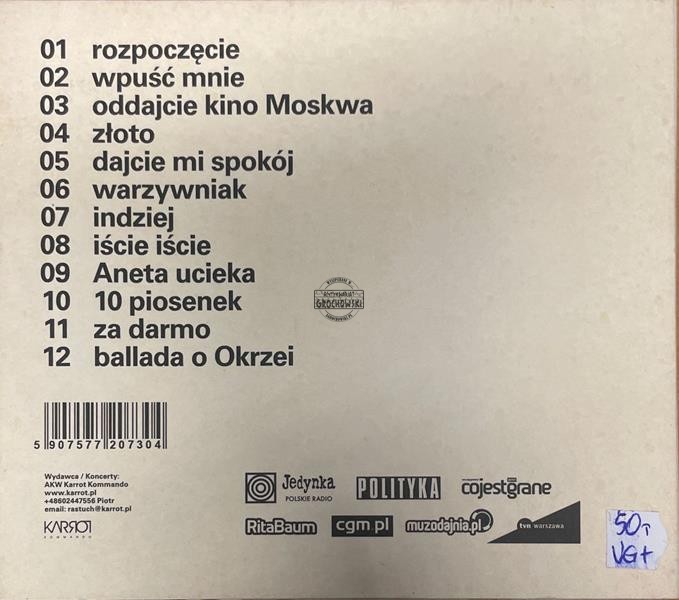 01 rozpoczęcie
02 wpuść mnie
03 oddajcie kino Moskwa
04 złoto
05 dajcie mi spokój
06 warzywniak
07 indziej
08 iście iście
09 Aneta ucieka
10 10 piosenek
11 za darmo
12 ballada o Okrzei
GROCHOWSKI
5 907577 207304
Wydawca / Koncerty:
AKW Karrot Kommando
www.karrot.pl
+48602447556 Piotr
email: rastuch@karrot.pl
KARROT
KOMMANDO
Jedynka
POLSKIE RADIO
POLITYKA
cojestgrane
RitaBaum
cgm.pl
muzodajnia.pl
tvn warszawa
50,-
VG+